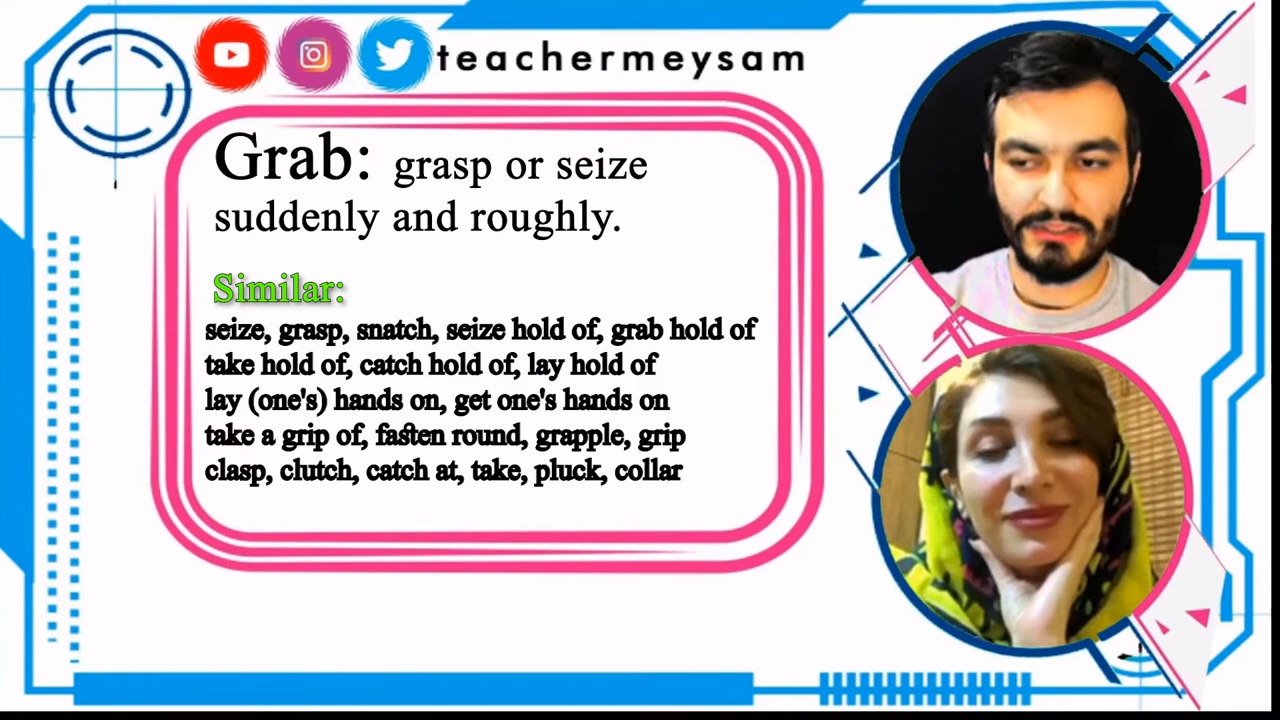 teachermeysam
Grab: grasp or seize
suddenly and roughly.
Similar:
seize, grasp, snatch, seize hold of, grab hold of
take hold of, catch hold of, lay hold of
lay (one's) hands on, get one's hands on
take a grip of, fasten round, grapple, grip
clasp, clutch, catch at, take, pluck, collar